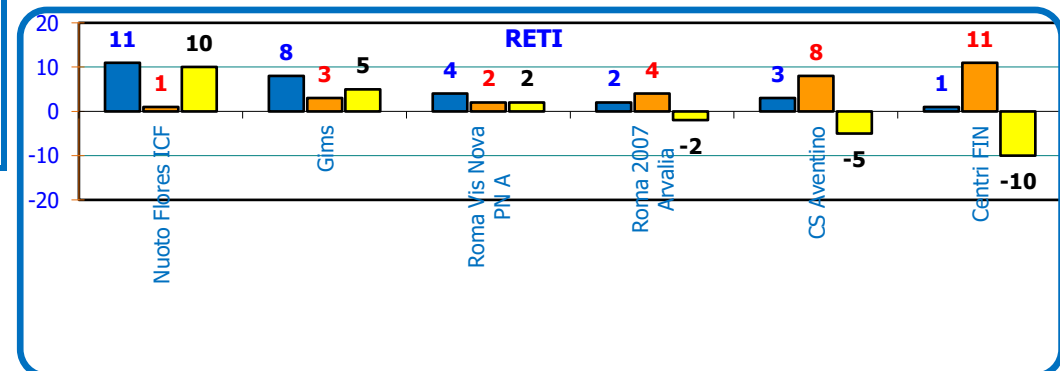 RETI
20
10
0
-10
-20
11 1 10
8 3 5
4 2 2
2 4 -2
3 8 -5
1 11 -10
Nuoto Flores ICF
Gims
Roma Vis Nova
PN A
Roma 2007
Arvalia
CS Aventino
Centri FIN